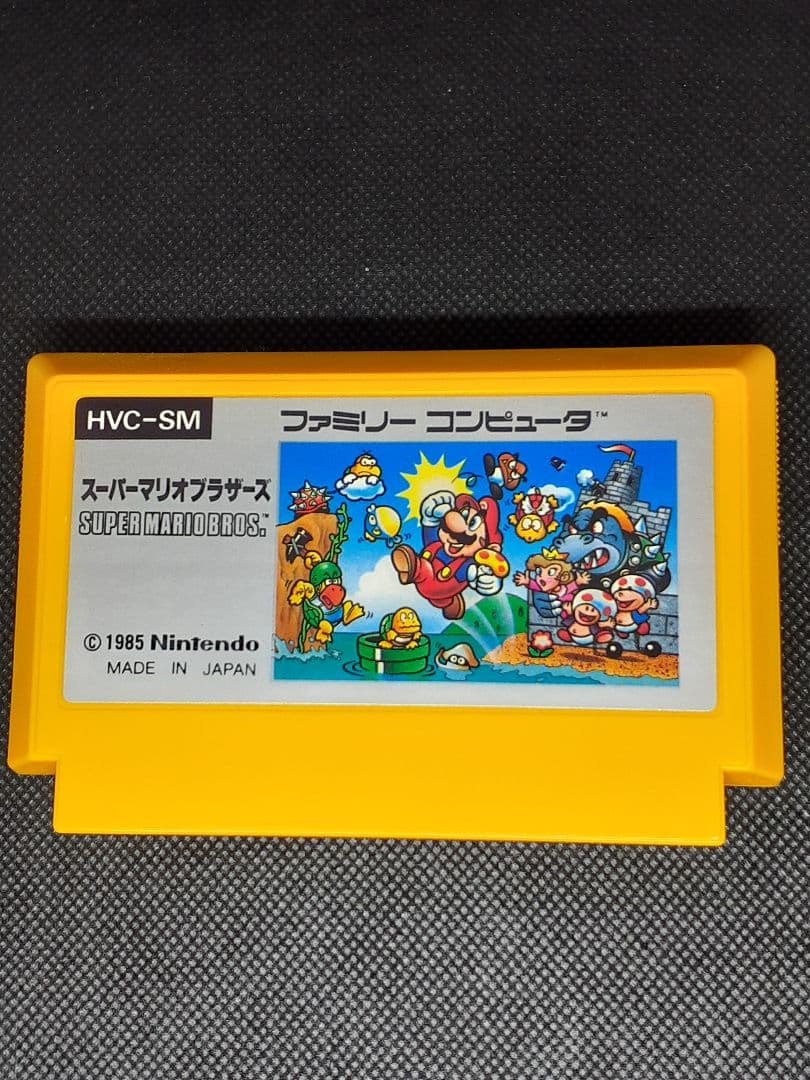 HVC-SM
ファミリー コンピュータ™
スーパーマリオブラザーズ
SUPER MARIO BROS.™
© 1985 Nintendo
MADE IN JAPAN